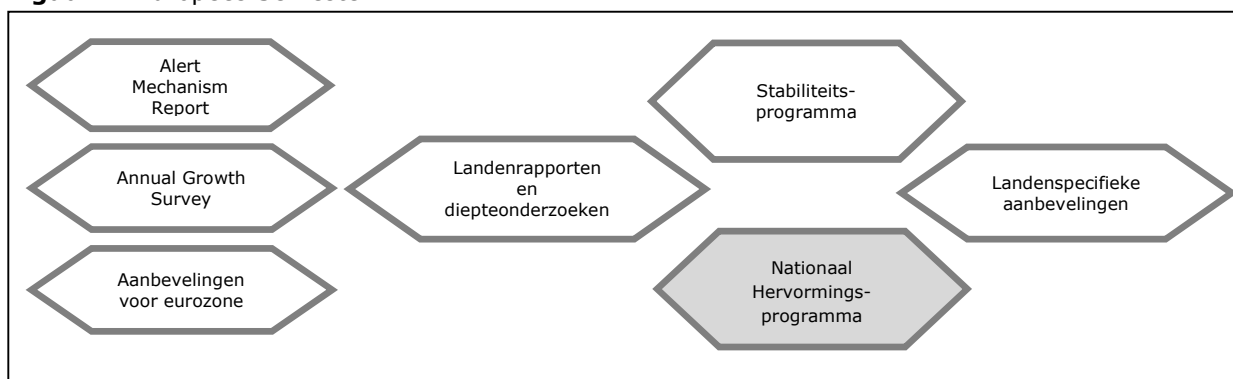 Alert
Mechanism
Report
Annual Growth
Survey
Aanbevelingen
voor eurozone
Landenrapporten
en
diepteonderzoeken
Stabiliteits-
programma
Nationaal
Hervormings-
programma
Landenspecifieke
aanbevelingen